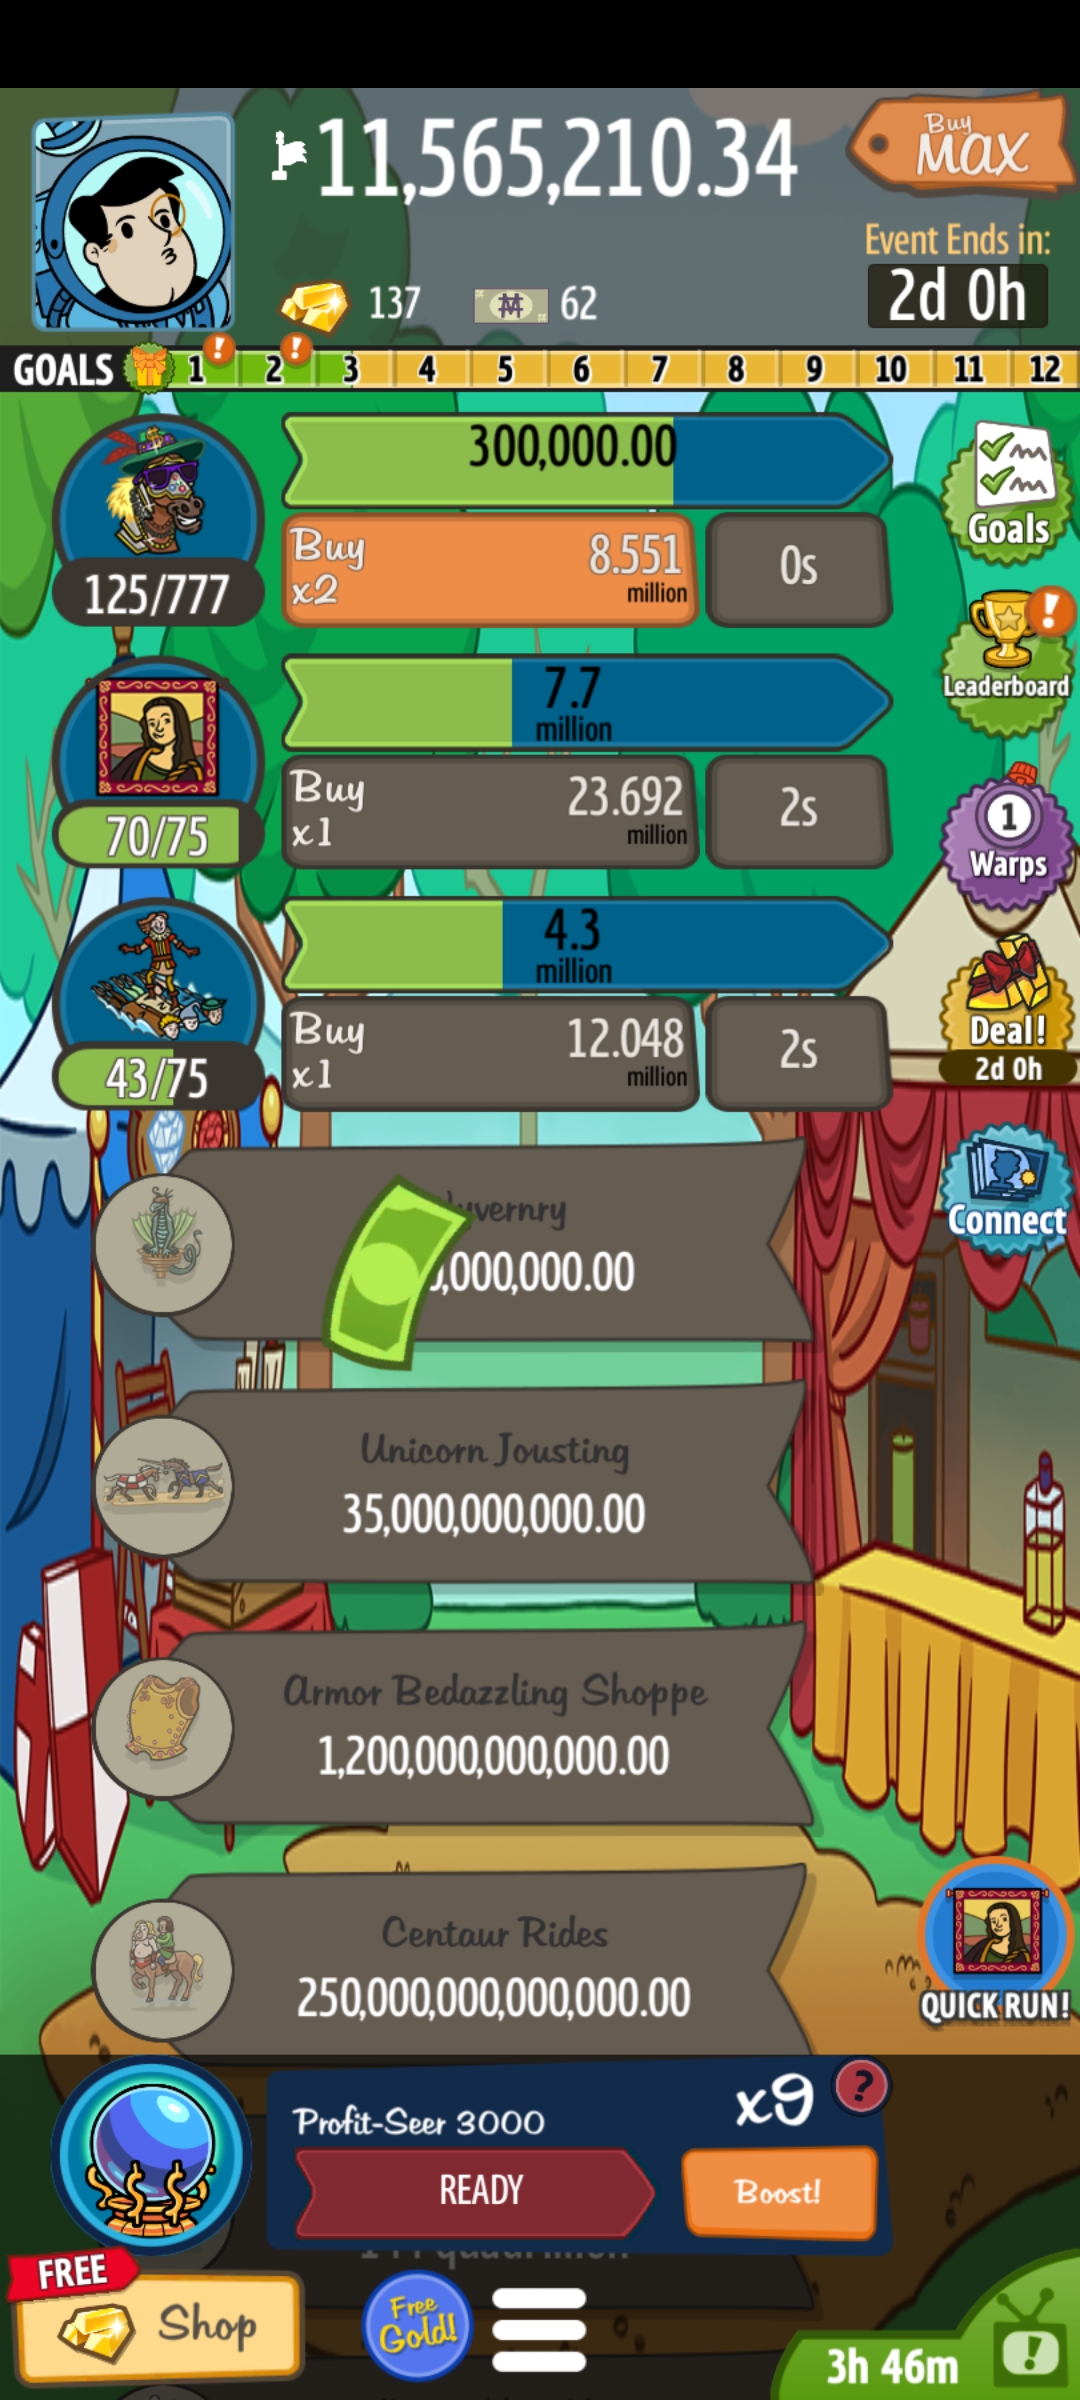 11,565,210.34
Buy
MAX
Event Ends in:
2d 0h
137
62
GOALS 1 ! 2 ! 3 4 5 6 7 8 9 10 11 12
300,000.00
Buy
x2
8.551
million
0s
125/777
Goals
!
Leaderboard
7.7
million
Buy
x1
23.692
million
2s
70/75
1
Warps
4.3
million
Buy
x1
12.048
million
2s
43/75
Deal!
2d 0h
Connect
Unicorn Jousting
35,000,000,000.00
Armor Bedazzling Shoppe
1,200,000,000,000.00
Centaur Rides
250,000,000,000,000.00
QUICK RUN!
Profit-Seer 3000
x9
?
READY
Boost!
FREE
Shop
Free
Gold!
3h 46m
!